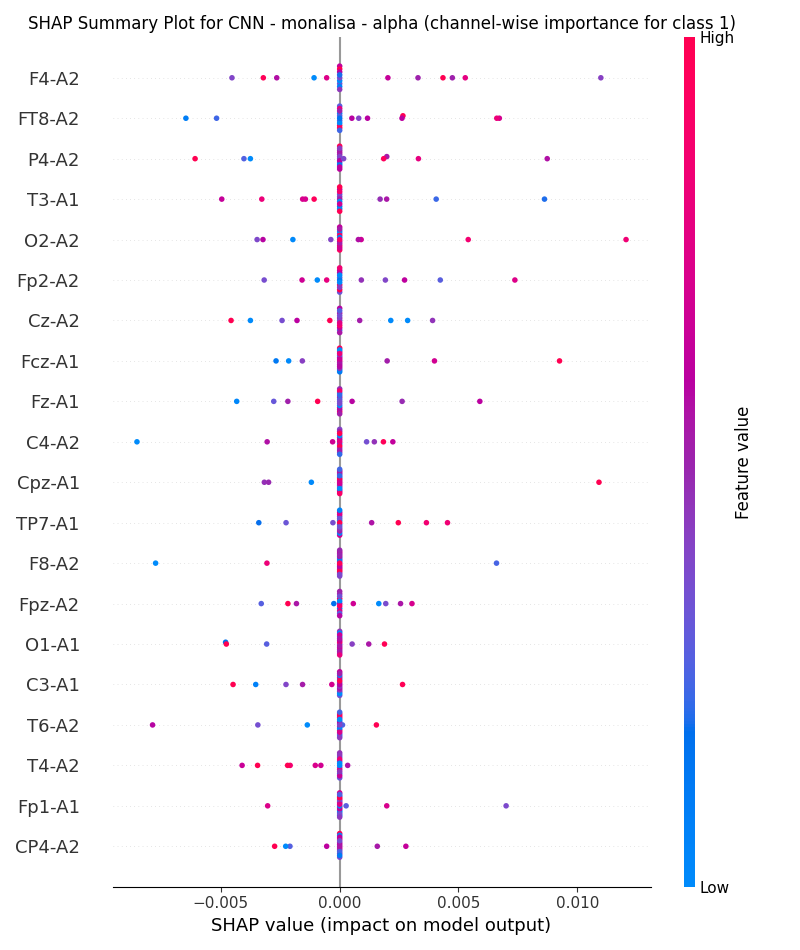 SHAP Summary Plot for CNN - monalisa - alpha (channel-wise importance for class 1)
High
F4-A2
FT8-A2
P4-A2
T3-A1
O2-A2
Fp2-A2
Cz-A2
Fcz-A1
Fz-A1
C4-A2
Cpz-A1
TP7-A1
F8-A2
Fpz-A2
O1-A1
C3-A1
T6-A2
T4-A2
Fp1-A1
CP4-A2
Feature value
Low
−0.005 0.000 0.005 0.010
SHAP value (impact on model output)